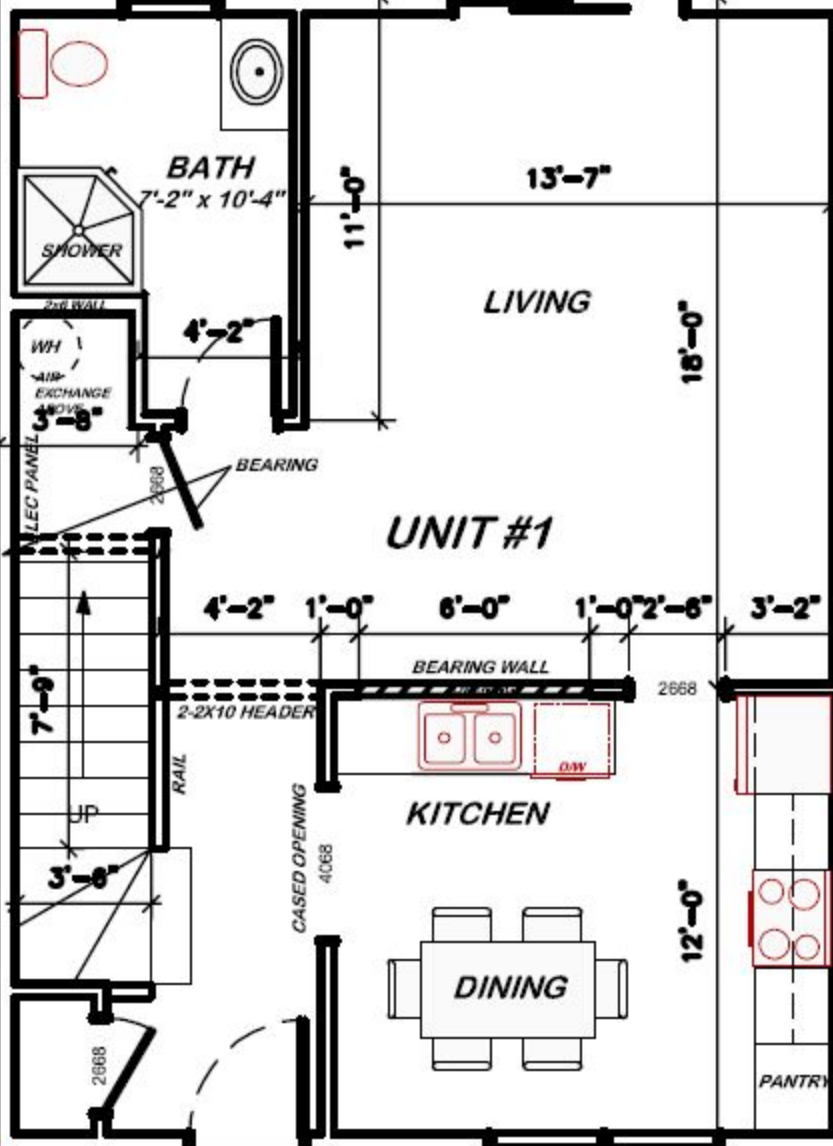 BATH
7'-2" x 10'-4"
13'-7"
11'-0"
SHOWER
LIVING
2x6 WALL
4'-2"
18'-0"
WH
AIR
EXCHANGE
ABOVE
3'-8"
ELEC PANEL
2668
BEARING
UNIT #1
4'-2"
1'-0"
6'-0"
1'-0"
2'-6"
3'-2"
BEARING WALL
2668
7'-9"
2-2X10 HEADER
RAIL
D/W
UP
KITCHEN
CASED OPENING
4068
3'-6"
12'-0"
DINING
2668
PANTRY